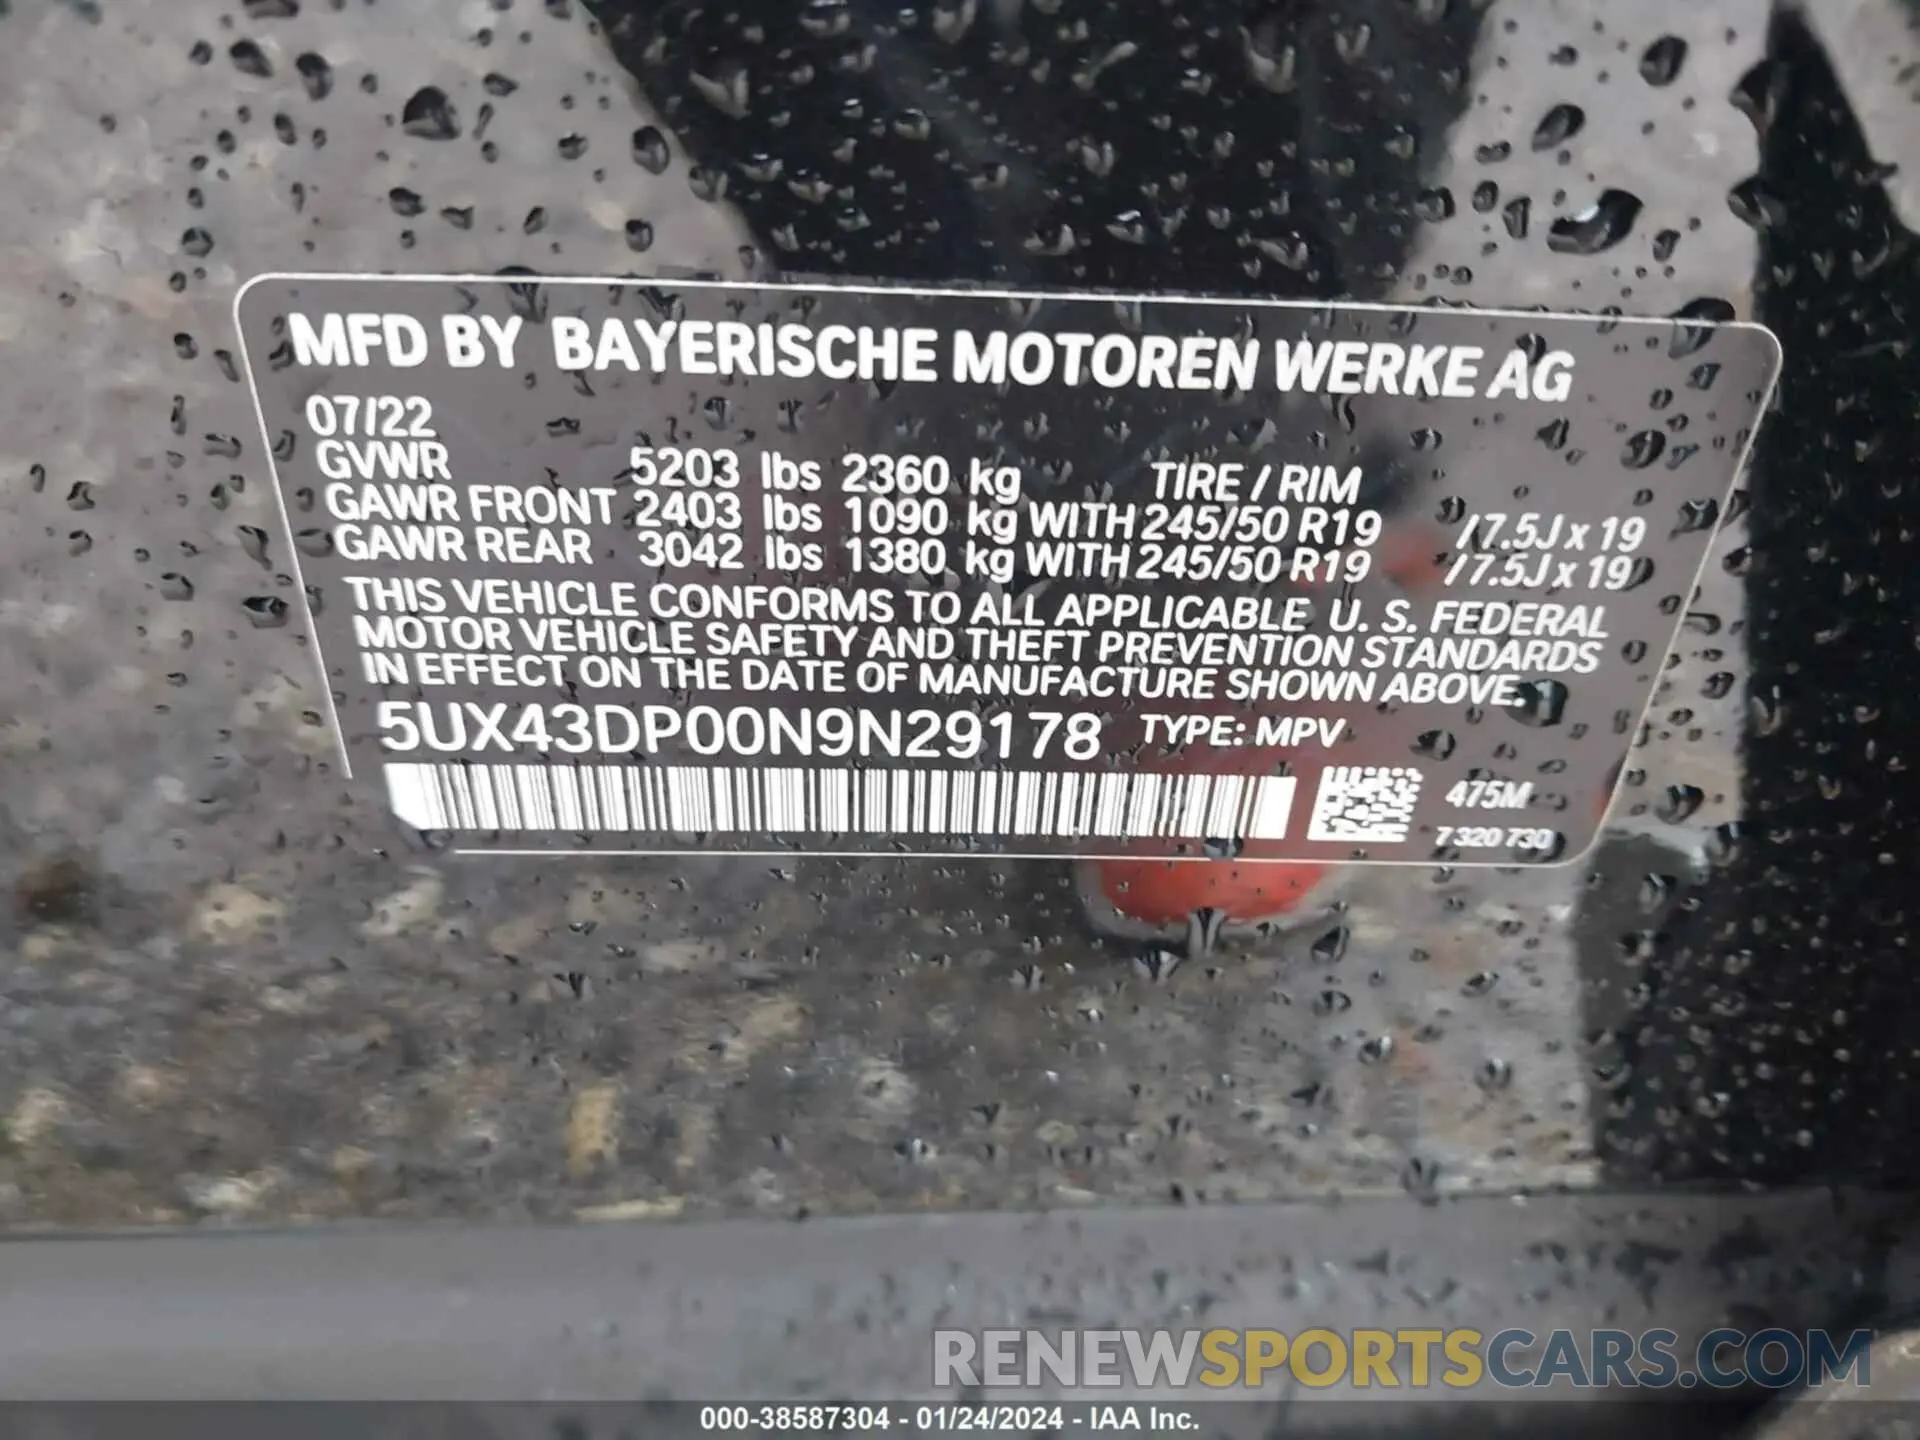 MFD BY BAYERISCHE MOTOREN WERKE AG
07/22
GVWR 5203 lbs 2360 kg TIRE / RIM
GAWR FRONT 2403 lbs 1090 kg WITH 245/50 R19 /7.5J x 19
GAWR REAR 3042 lbs 1380 kg WITH 245/50 R19 /7.5J x 19
THIS VEHICLE CONFORMS TO ALL APPLICABLE U. S. FEDERAL
MOTOR VEHICLE SAFETY AND THEFT PREVENTION STANDARDS
IN EFFECT ON THE DATE OF MANUFACTURE SHOWN ABOVE.
5UX43DP00N9N29178 TYPE: MPV
475M
7 320 730
RENEWSPORTSCARS.COM
000-38587304 - 01/24/2024 - IAA Inc.